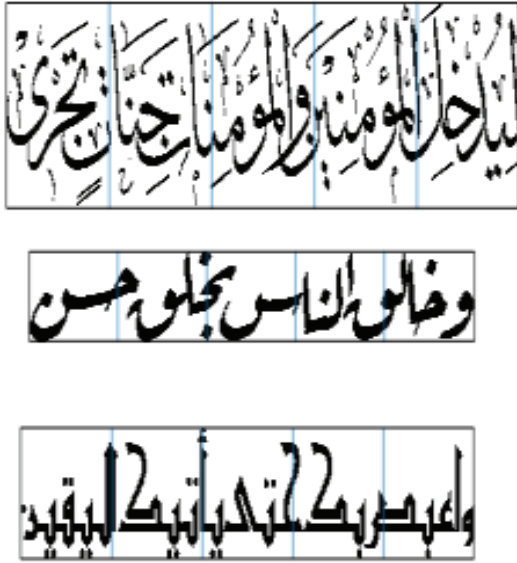 ليدخل المؤمنين والمؤمنات جنات تجري
وخالق الناس بخلق حسن
واعبد ربك حتى يأتيك اليقين